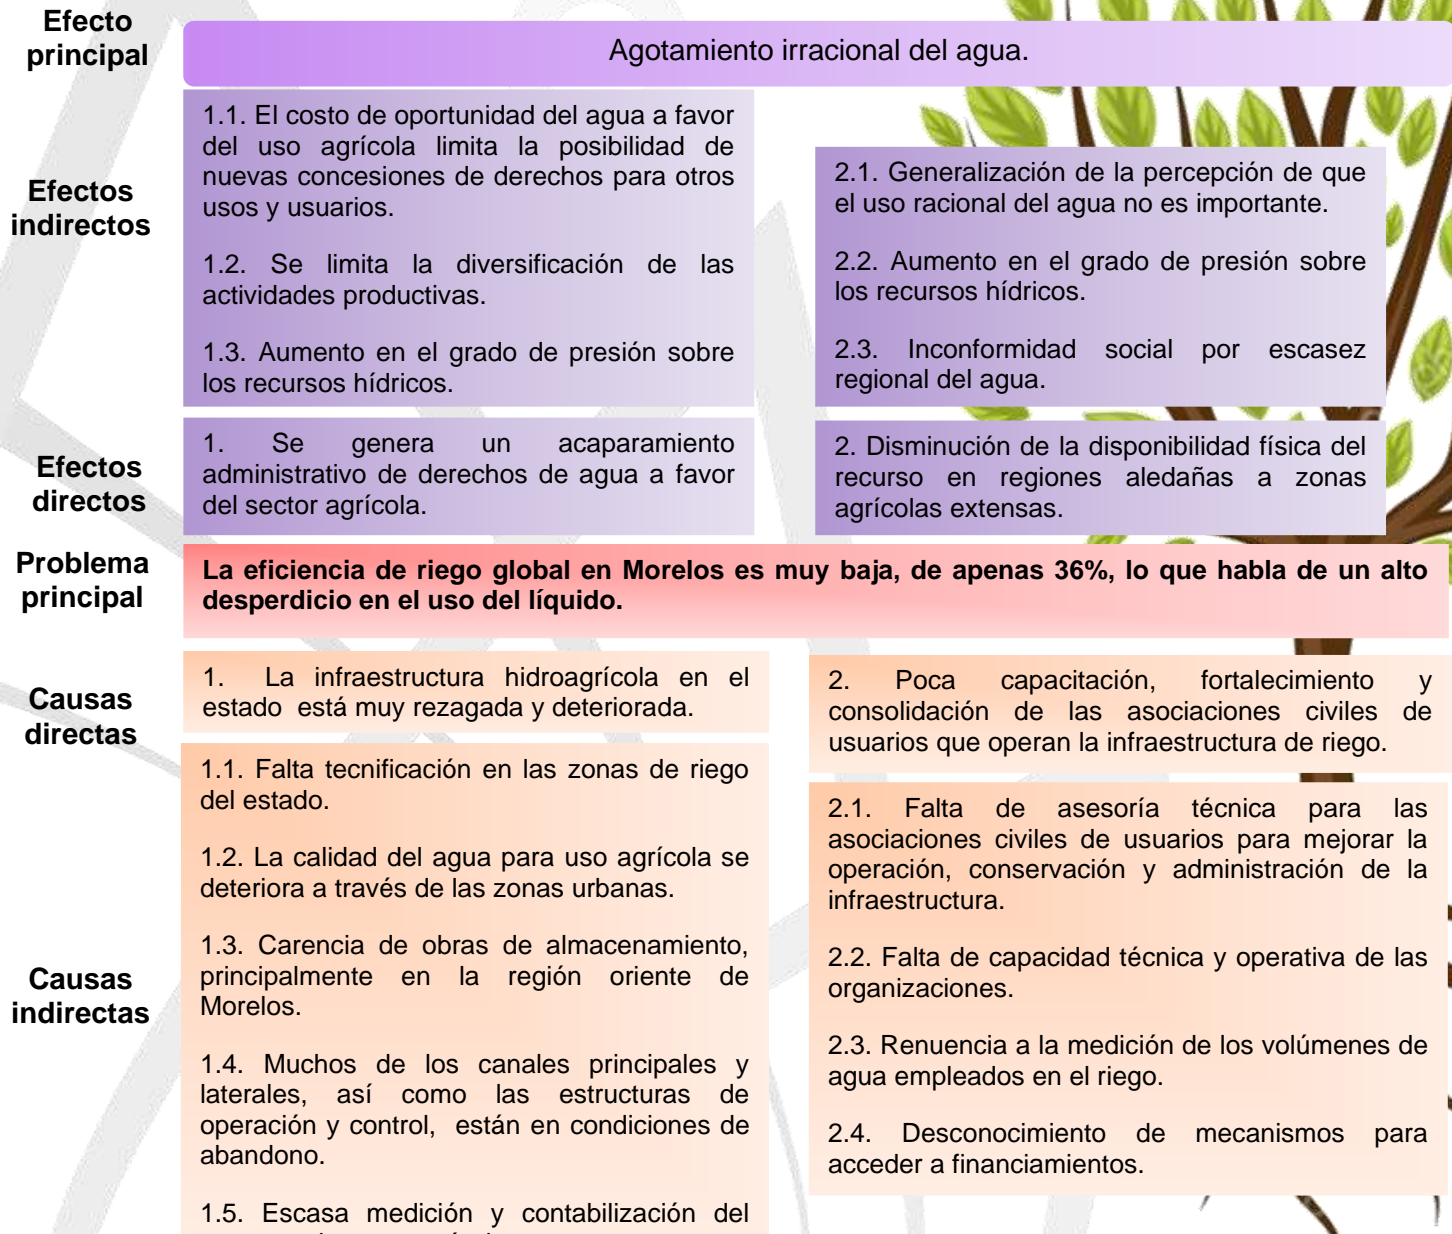 Efecto
principal
Agotamiento irracional del agua.
Efectos
indirectos
1.1. El costo de oportunidad del agua a favor
del uso agrícola limita la posibilidad de
nuevas concesiones de derechos para otros
usos y usuarios.
1.2. Se limita la diversificación de las
actividades productivas.
1.3. Aumento en el grado de presión sobre
los recursos hídricos.
2.1. Generalización de la percepción de que
el uso racional del agua no es importante.
2.2. Aumento en el grado de presión sobre
los recursos hídricos.
2.3. Inconformidad social por escasez
regional del agua.
Efectos
directos
1. Se genera un acaparamiento
administrativo de derechos de agua a favor
del sector agrícola.
2. Disminución de la disponibilidad física del
recurso en regiones aledañas a zonas
agrícolas extensas.
Problema
principal
La eficiencia de riego global en Morelos es muy baja, de apenas 36%, lo que habla de un alto
desperdicio en el uso del líquido.
Causas
directas
1. La infraestructura hidroagrícola en el
estado está muy rezagada y deteriorada.
2. Poca capacitación, fortalecimiento y
consolidación de las asociaciones civiles de
usuarios que operan la infraestructura de riego.
Causas
indirectas
1.1. Falta tecnificación en las zonas de riego
del estado.
1.2. La calidad del agua para uso agrícola se
deteriora a través de las zonas urbanas.
1.3. Carencia de obras de almacenamiento,
principalmente en la región oriente de
Morelos.
1.4. Muchos de los canales principales y
laterales, así como las estructuras de
operación y control, están en condiciones de
abandono.
1.5. Escasa medición y contabilización del
2.1. Falta de asesoría técnica para las
asociaciones civiles de usuarios para mejorar la
operación, conservación y administración de la
infraestructura.
2.2. Falta de capacidad técnica y operativa de las
organizaciones.
2.3. Renuencia a la medición de los volúmenes de
agua empleados en el riego.
2.4. Desconocimiento de mecanismos para
acceder a financiamientos.